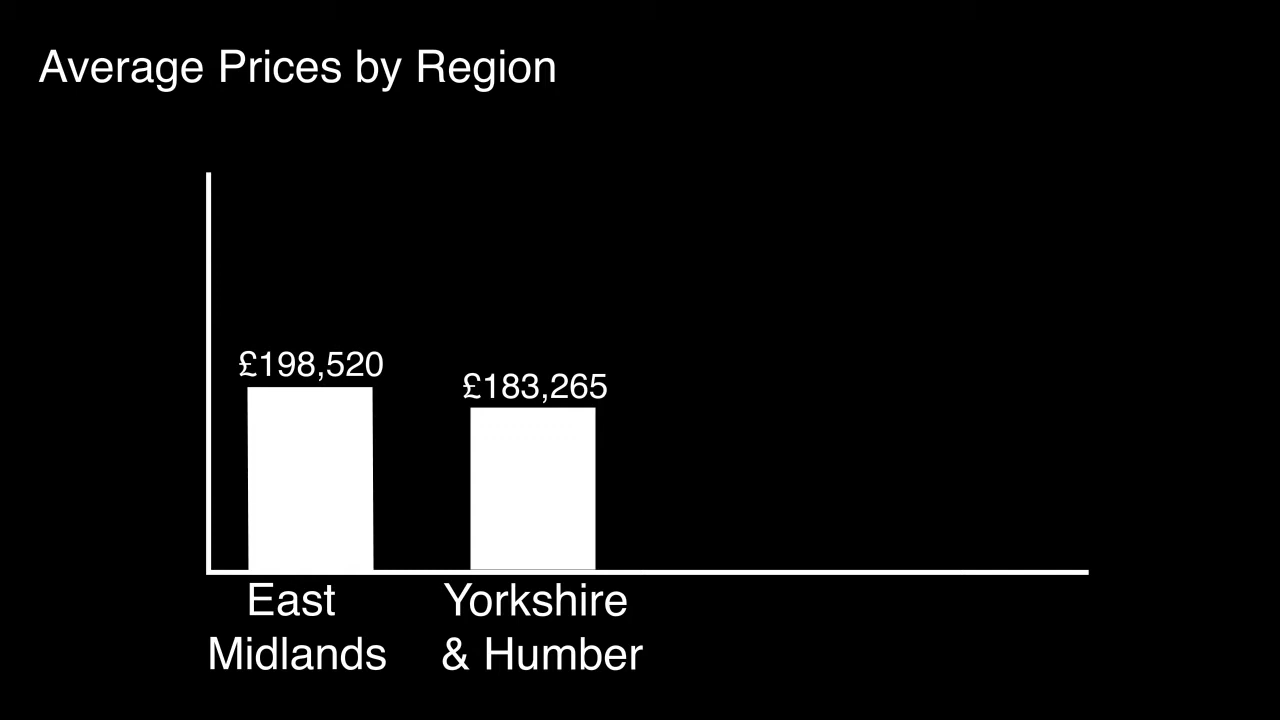 Average Prices by Region
£198,520
£183,265
East
Midlands
Yorkshire
& Humber